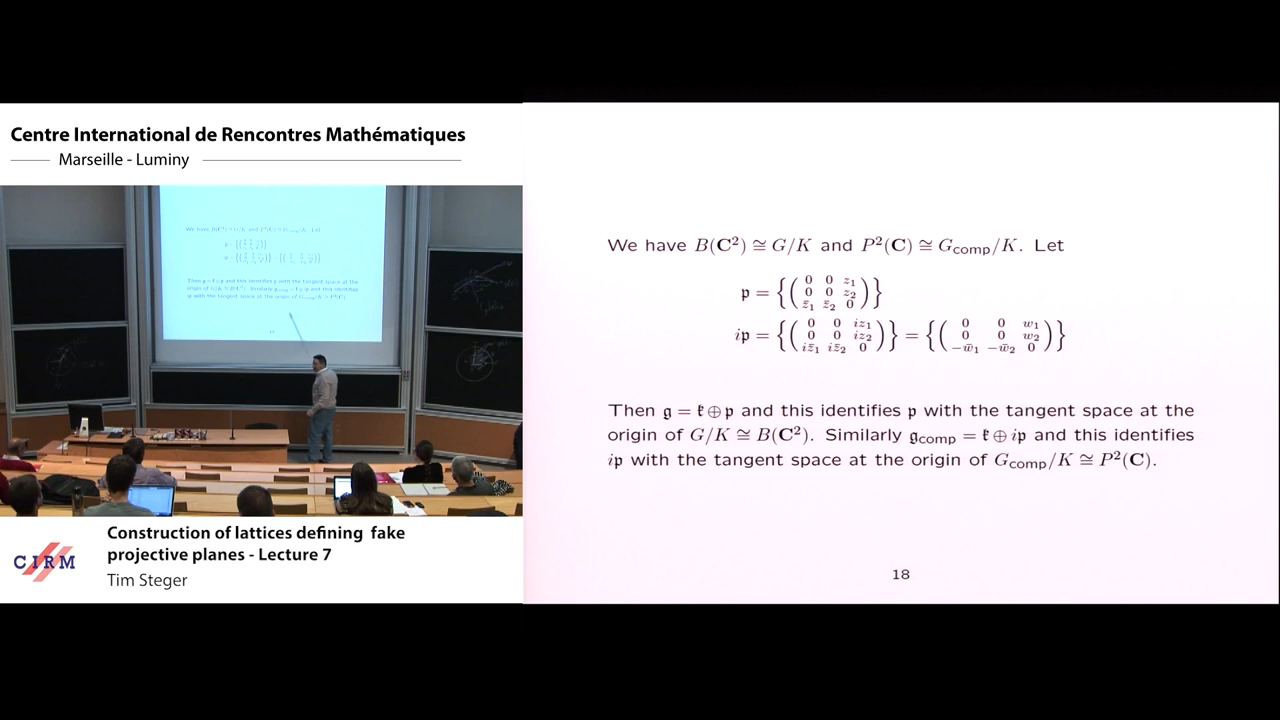 Centre International de Rencontres Mathématiques
Marseille - Luminy
We have B(C²) ≅ G/K and P²(C) ≅ G_comp/K. Let
𝔭 = {( 0 0 z₁
0 0 z₂
z̄₁ z̄₂ 0 )}
i𝔭 = {( 0 0 iz₁
0 0 iz₂
iz̄₁ iz̄₂ 0 )} = {( 0 0 w₁
0 0 w₂
−w̄₁ −w̄₂ 0 )}
Then 𝔤 = 𝔨 ⊕ 𝔭 and this identifies 𝔭 with the tangent space at the
origin of G/K ≅ B(C²). Similarly 𝔤_comp = 𝔨 ⊕ i𝔭 and this identifies
i𝔭 with the tangent space at the origin of G_comp/K ≅ P²(C).
18
Construction of lattices defining fake
projective planes - Lecture 7
Tim Steger
CIRM